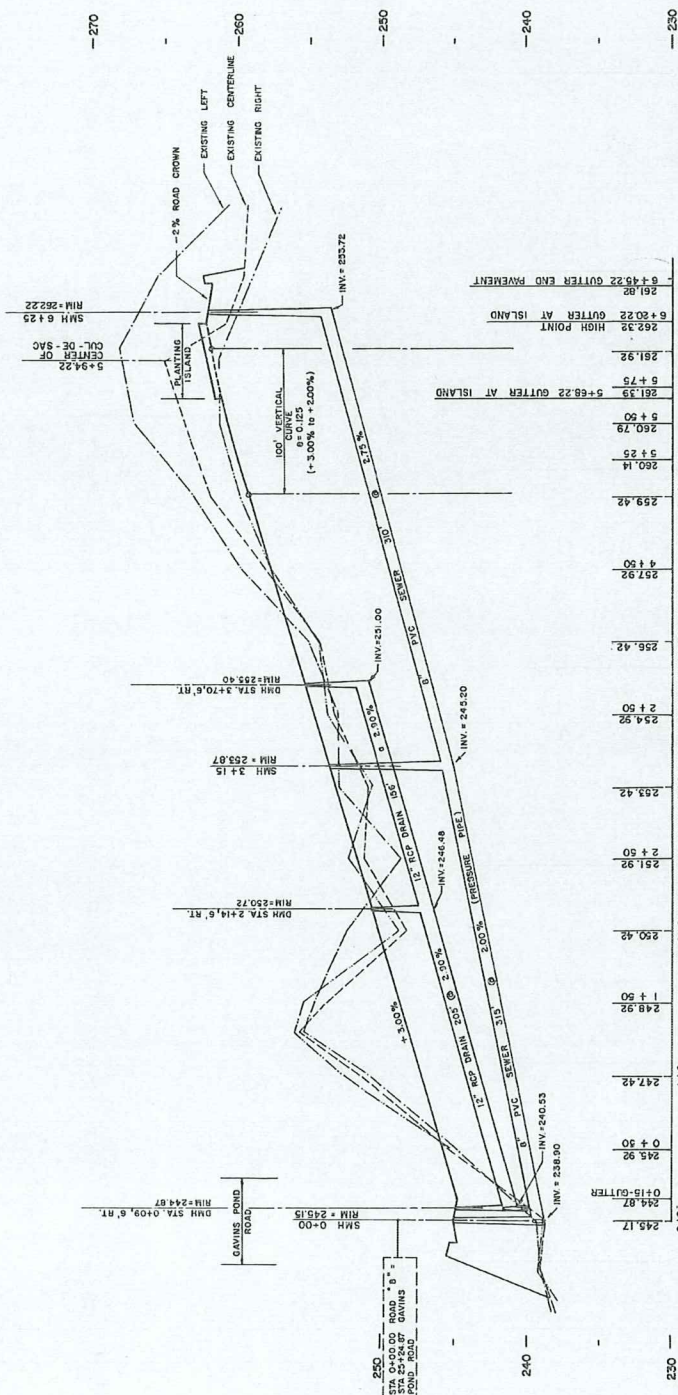 -270
-260
-250
-240
-230
EXISTING LEFT
EXISTING CENTERLINE
EXISTING RIGHT
-2% ROAD CROWN
SMH 6+25
RIM = 262.22
PLANTING
ISLAND
5+94.22
CENTER OF
CUL-DE-SAC
100' VERTICAL
CURVE
e = 0.125
(+3.00% to +2.00%)
INV. = 253.72
8" PVC SEWER 310' @ 2.75 %
DMH STA. 3+70, 6' RT.
RIM = 255.40
INV. = 251.00
SMH 3+15
RIM = 253.87
INV. = 245.20
12" RCP DRAIN 156' @ 2.90 %
DMH STA. 2+14, 6' RT.
RIM = 250.72
INV. = 246.48
+3.00 %
12" RCP DRAIN 205' @ 2.90 %
8" PVC SEWER 315' @ 2.00 % (PRESSURE PIPE)
INV. = 240.53
INV. = 238.90
GAVINS POND
ROAD
DMH STA. 0+09, 6' RT.
RIM = 244.87
SMH 0+00
RIM = 245.15
STA 0+00.00 ROAD "B" =
STA 25+24.87 GAVINS
POND ROAD
250
240
230
245.17
244.87
0+15-GUTTER
245.92
0+50
247.42
248.92
1+50
250.42
251.92
2+50
253.42
254.92
2+50
256.42
257.92
4+50
259.42
260.14
5+25
260.79
5+50
5+68.22 GUTTER AT ISLAND
261.39
5+75
261.92
HIGH POINT
262.32
6+20.22 GUTTER AT ISLAND
261.82
6+45.22 GUTTER END PAVEMENT